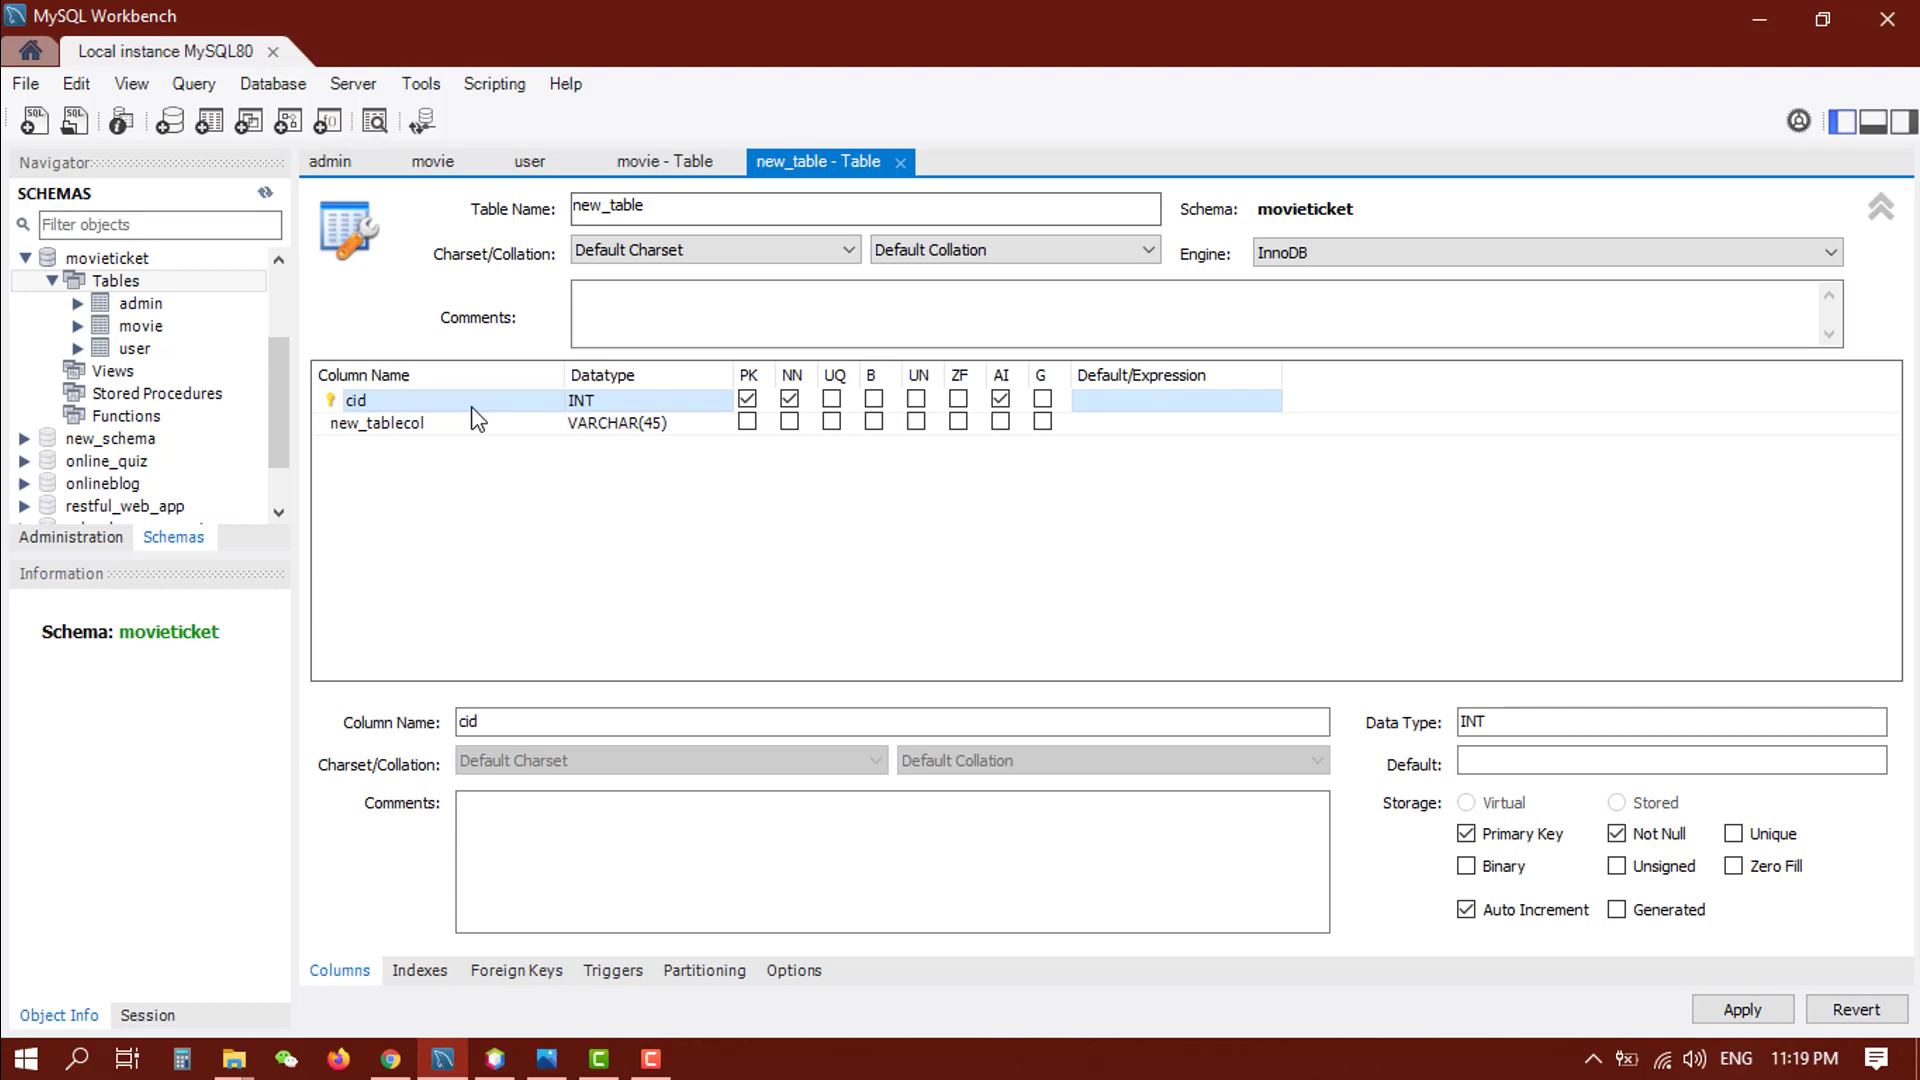 MySQL Workbench
Local instance MySQL80
File Edit View Query Database Server Tools Scripting Help
Navigator
SCHEMAS
Filter objects
movieticket
Tables
admin
movie
user
Views
Stored Procedures
Functions
new_schema
online_quiz
onlineblog
restful_web_app
Administration Schemas
Information
Schema: movieticket
Object Info Session
admin movie user movie - Table new_table - Table
Table Name: new_table Schema: movieticket
Charset/Collation: Default Charset Default Collation Engine: InnoDB
Comments:
Column Name Datatype PK NN UQ B UN ZF AI G Default/Expression
cid INT
new_tablecol VARCHAR(45)
Column Name: cid Data Type: INT
Charset/Collation: Default Charset Default Collation Default:
Comments: Storage: Virtual Stored
Primary Key Not Null Unique
Binary Unsigned Zero Fill
Auto Increment Generated
Columns Indexes Foreign Keys Triggers Partitioning Options
Apply Revert
ENG 11:19 PM